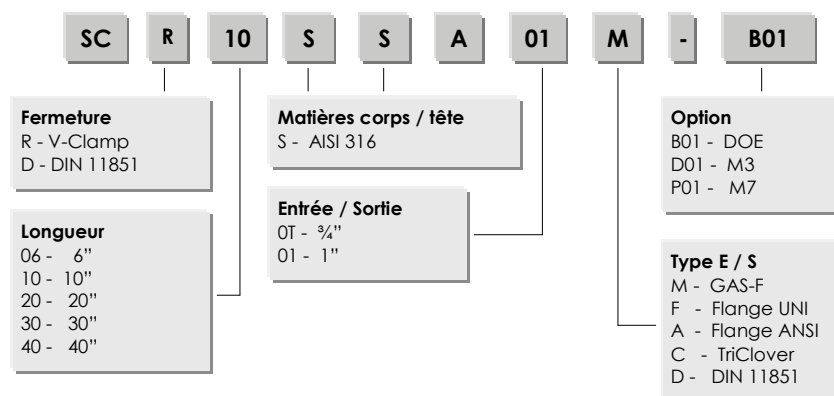 SC R 10 S S A 01 M - B01
Fermeture
R - V-Clamp
D - DIN 11851
Matières corps / tête
S - AISI 316
Option
B01 - DOE
D01 - M3
P01 - M7
Longueur
06 - 6”
10 - 10”
20 - 20”
30 - 30”
40 - 40”
Entrée / Sortie
0T - ¾”
01 - 1”
Type E / S
M - GAS-F
F - Flange UNI
A - Flange ANSI
C - TriClover
D - DIN 11851